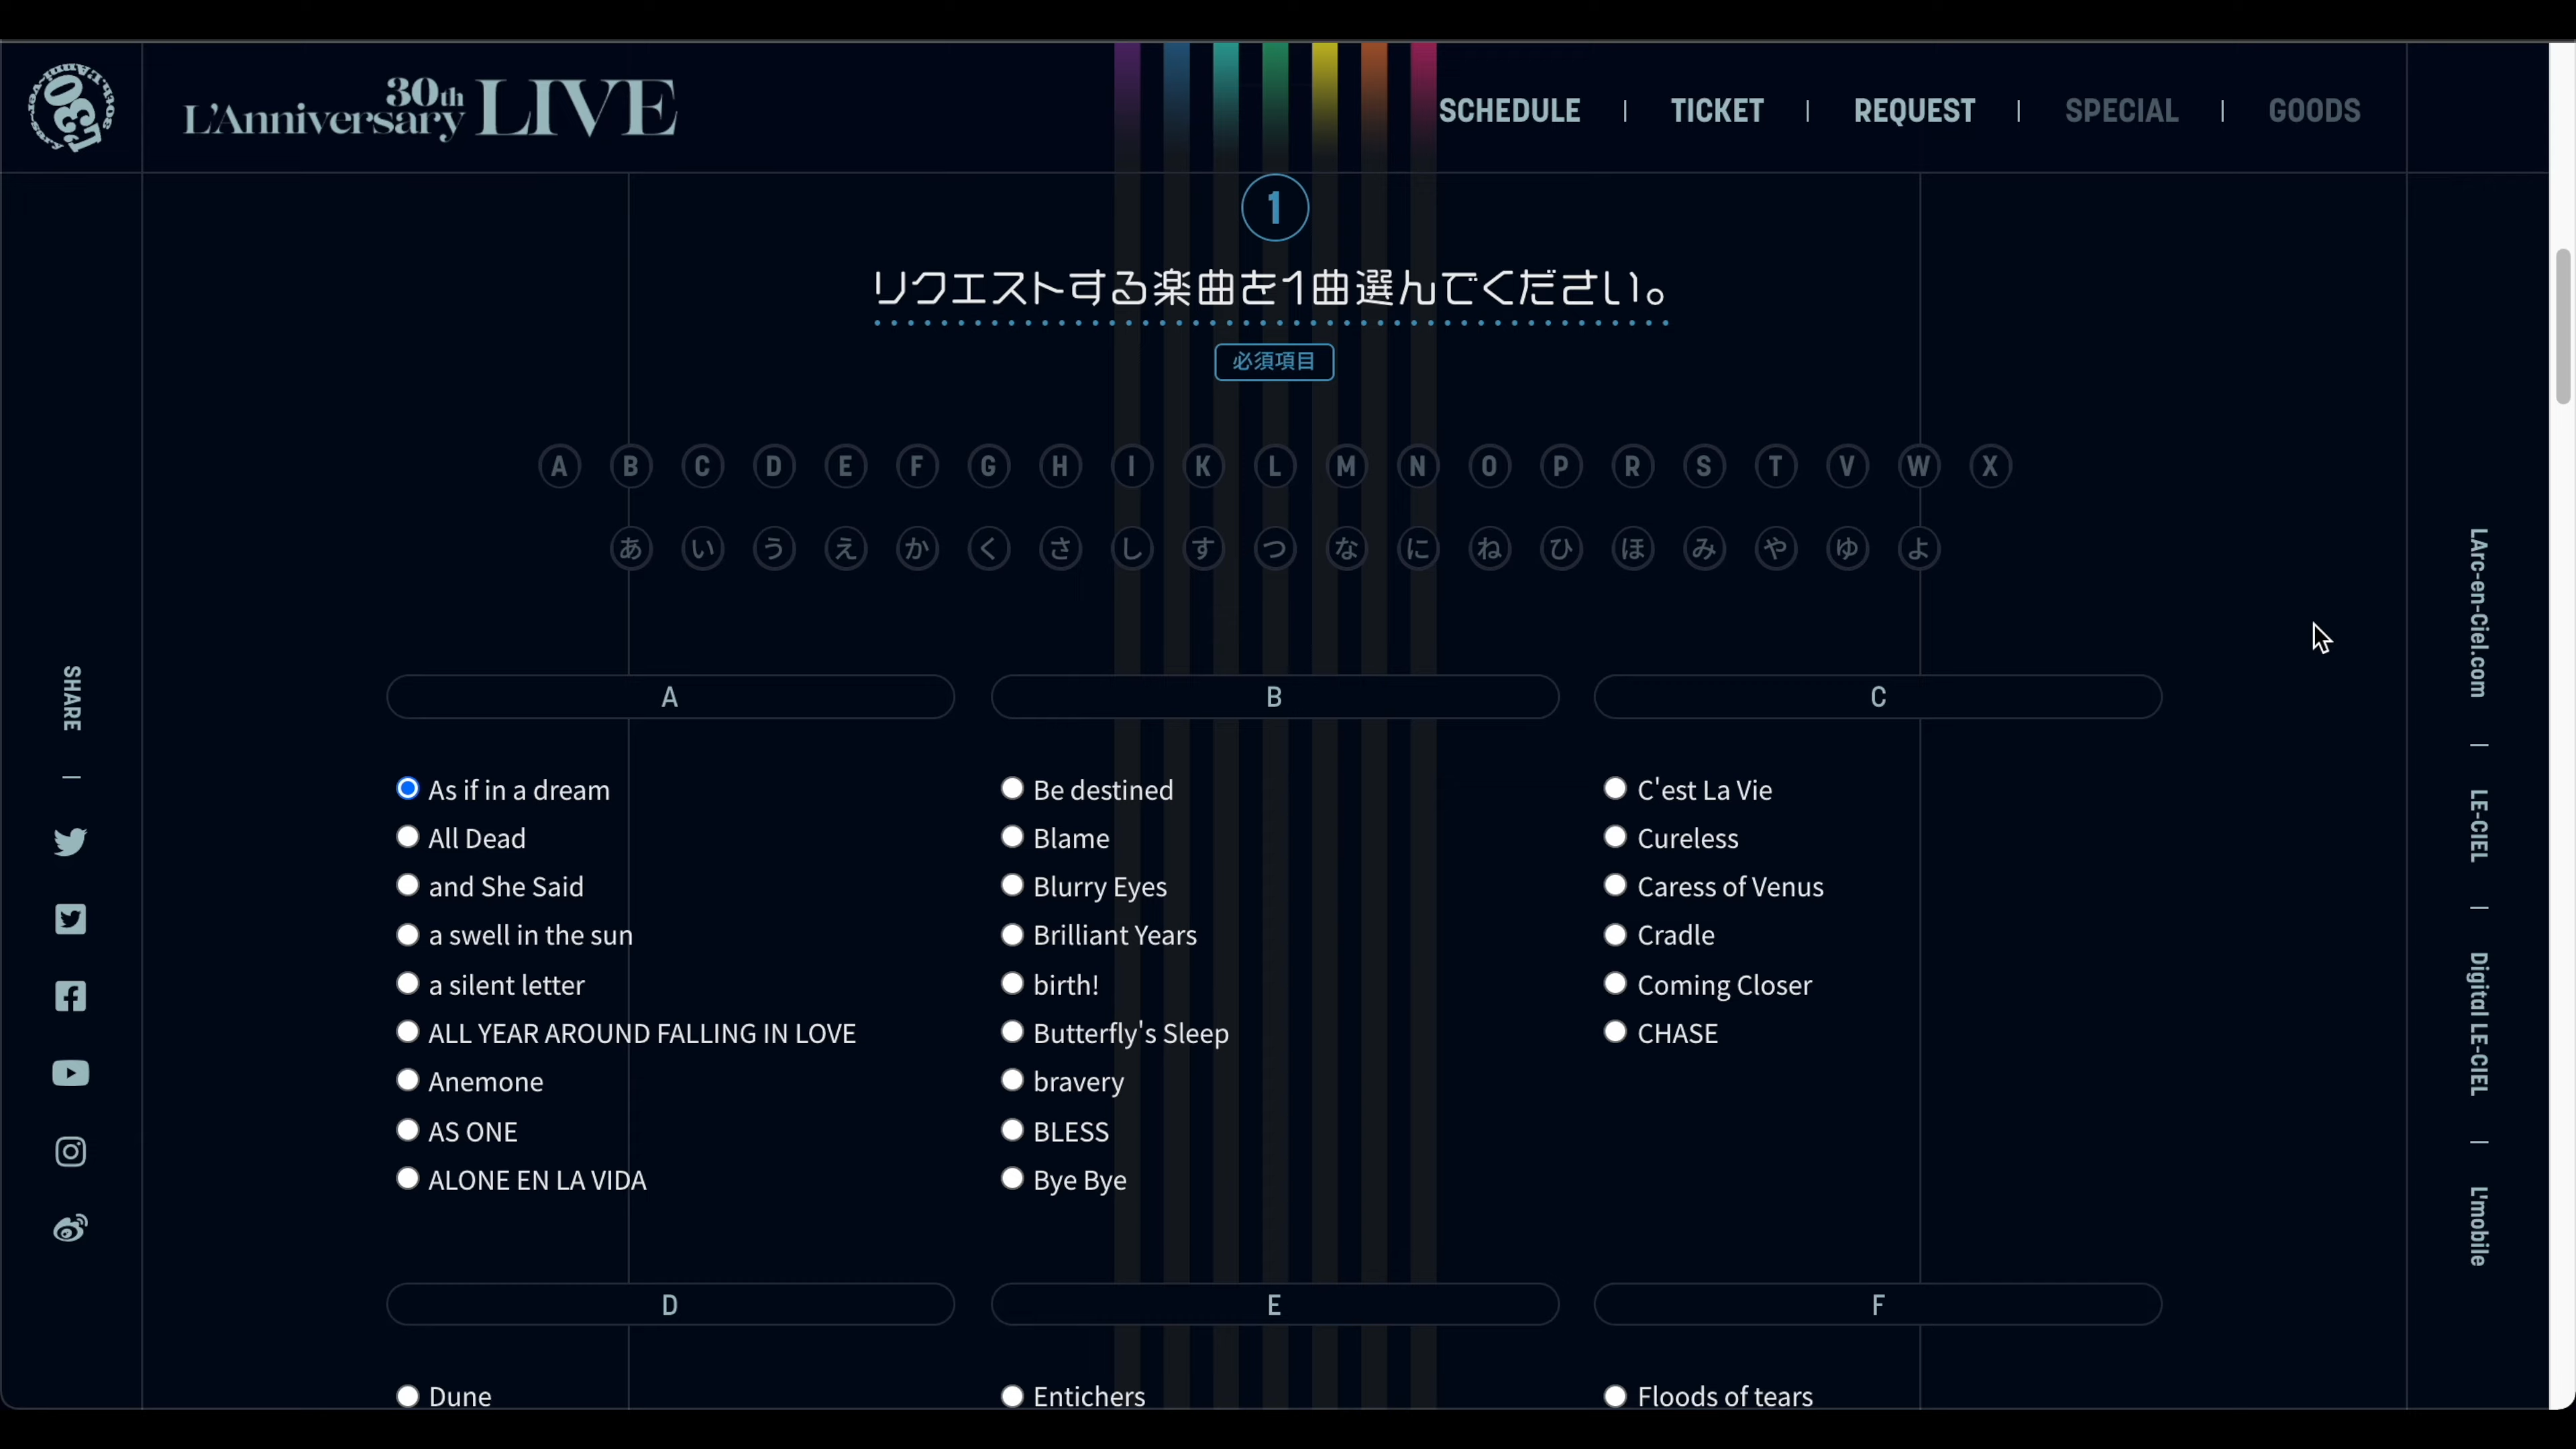 30th
L'Anniversary LIVE
SCHEDULE | TICKET | REQUEST | SPECIAL | GOODS
1
リクエストする楽曲を1曲選んでください。
必須項目
A B C D E F G H I K L M N O P R S T V W X
あ い う え か く さ し す つ な に ね ひ ほ み や ゆ よ
A
As if in a dream
All Dead
and She Said
a swell in the sun
a silent letter
ALL YEAR AROUND FALLING IN LOVE
Anemone
AS ONE
ALONE EN LA VIDA
B
Be destined
Blame
Blurry Eyes
Brilliant Years
birth!
Butterfly's Sleep
bravery
BLESS
Bye Bye
C
C'est La Vie
Cureless
Caress of Venus
Cradle
Coming Closer
CHASE
D
Dune
E
Entichers
F
Floods of tears
SHARE
LArc-en-Ciel.com
LE-CIEL
Digital LE-CIEL
L'mobile